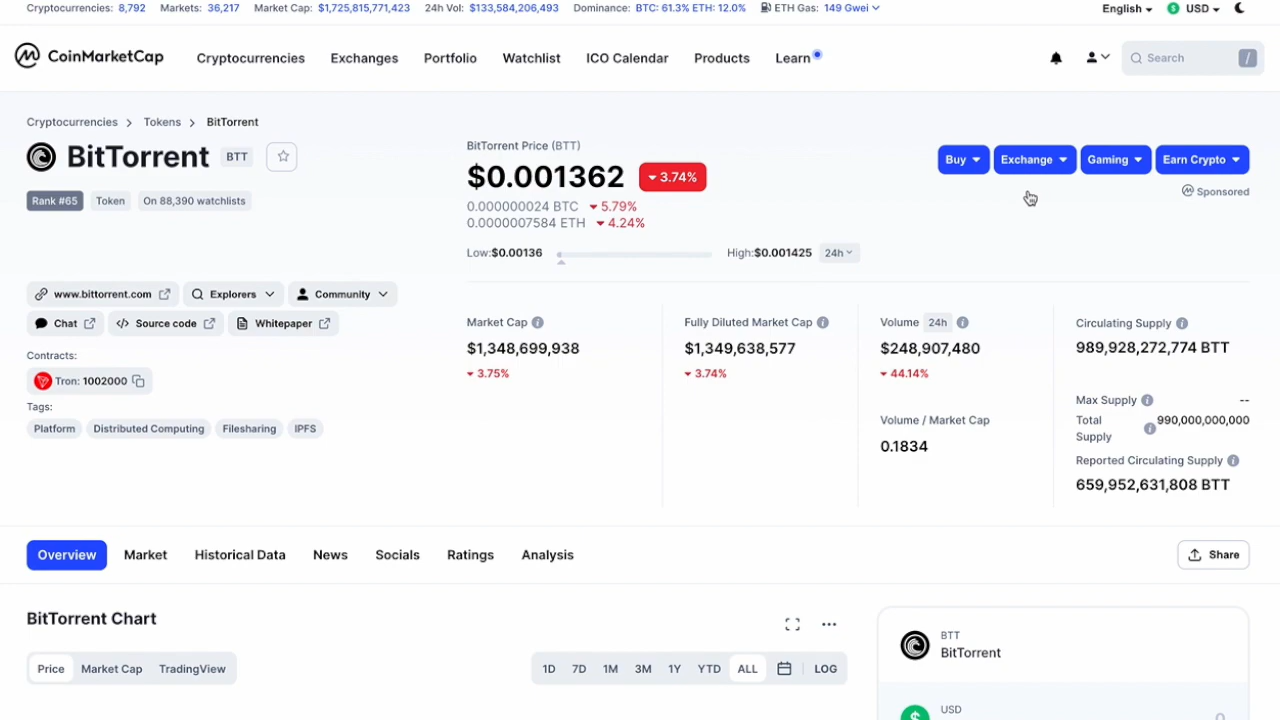 Cryptocurrencies: 8,792 Markets: 36,217 Market Cap: $1,725,815,771,423 24h Vol: $133,584,206,493 Dominance: BTC: 61.3% ETH: 12.0% ETH Gas: 149 Gwei English USD
CoinMarketCap Cryptocurrencies Exchanges Portfolio Watchlist ICO Calendar Products Learn Search /
Cryptocurrencies > Tokens > BitTorrent
BitTorrent BTT
Rank #65 Token On 88,390 watchlists
BitTorrent Price (BTT)
$0.001362 3.74%
0.000000024 BTC 5.79%
0.0000007584 ETH 4.24%
Low:$0.00136 High:$0.001425 24h
Buy Exchange Gaming Earn Crypto
Sponsored
www.bittorrent.com Explorers Community
Chat Source code Whitepaper
Contracts:
Tron: 1002000
Tags:
Platform Distributed Computing Filesharing IPFS
Market Cap
$1,348,699,938
3.75%
Fully Diluted Market Cap
$1,349,638,577
3.74%
Volume 24h
$248,907,480
44.14%
Volume / Market Cap
0.1834
Circulating Supply
989,928,272,774 BTT
Max Supply --
Total Supply 990,000,000,000
Reported Circulating Supply
659,952,631,808 BTT
Overview Market Historical Data News Socials Ratings Analysis Share
BitTorrent Chart
Price Market Cap TradingView 1D 7D 1M 3M 1Y YTD ALL LOG
BTT
BitTorrent
USD